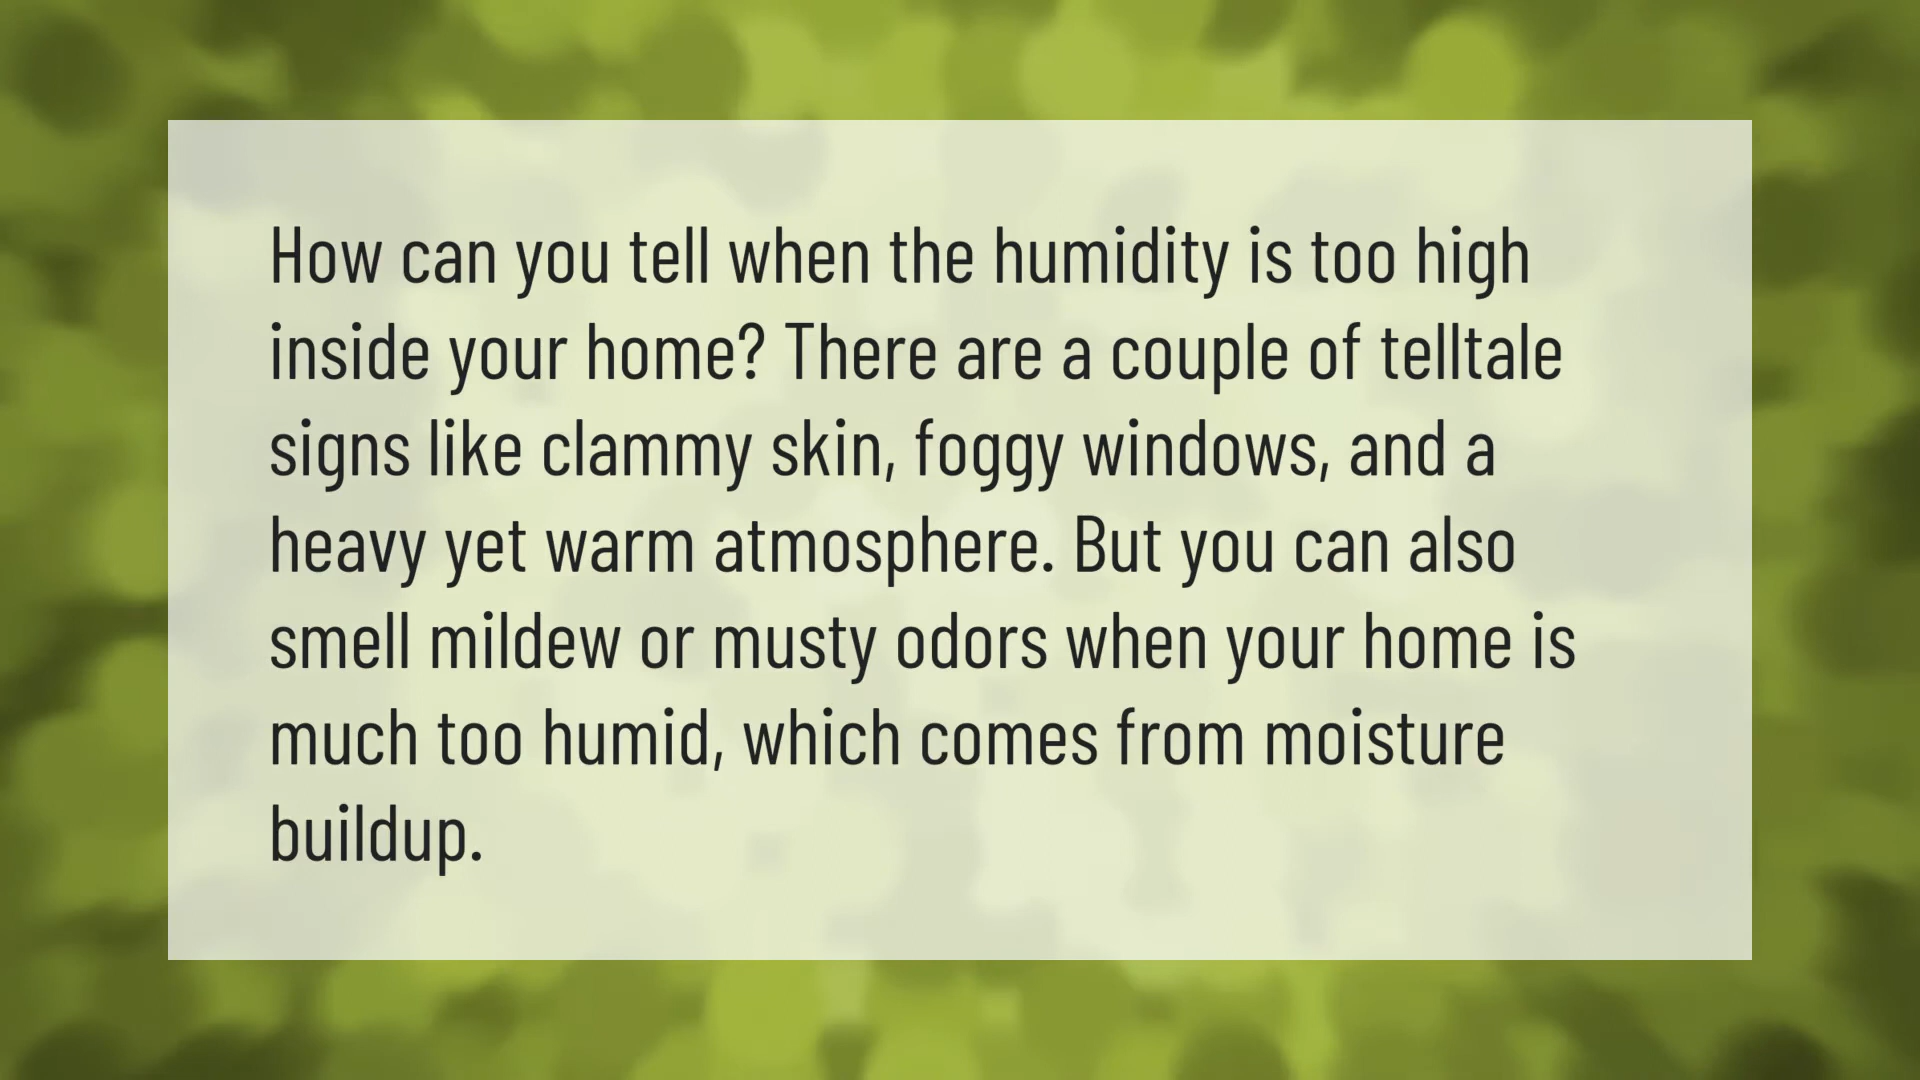 How can you tell when the humidity is too high
inside your home? There are a couple of telltale
signs like clammy skin, foggy windows, and a
heavy yet warm atmosphere. But you can also
smell mildew or musty odors when your home is
much too humid, which comes from moisture
buildup.